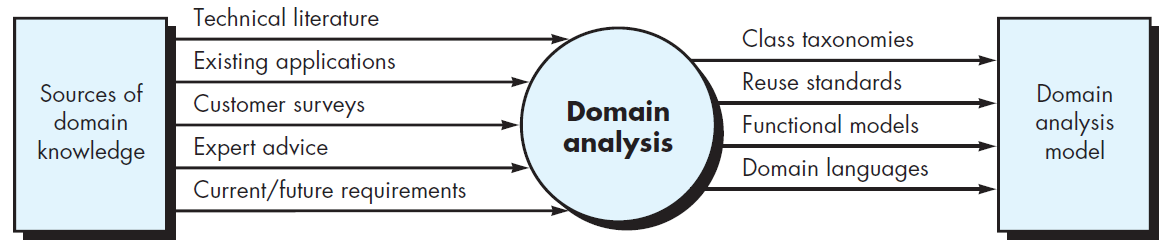 Sources of
domain
knowledge
Technical literature
Existing applications
Customer surveys
Expert advice
Current/future requirements
Domain
analysis
Class taxonomies
Reuse standards
Functional models
Domain languages
Domain
analysis
model